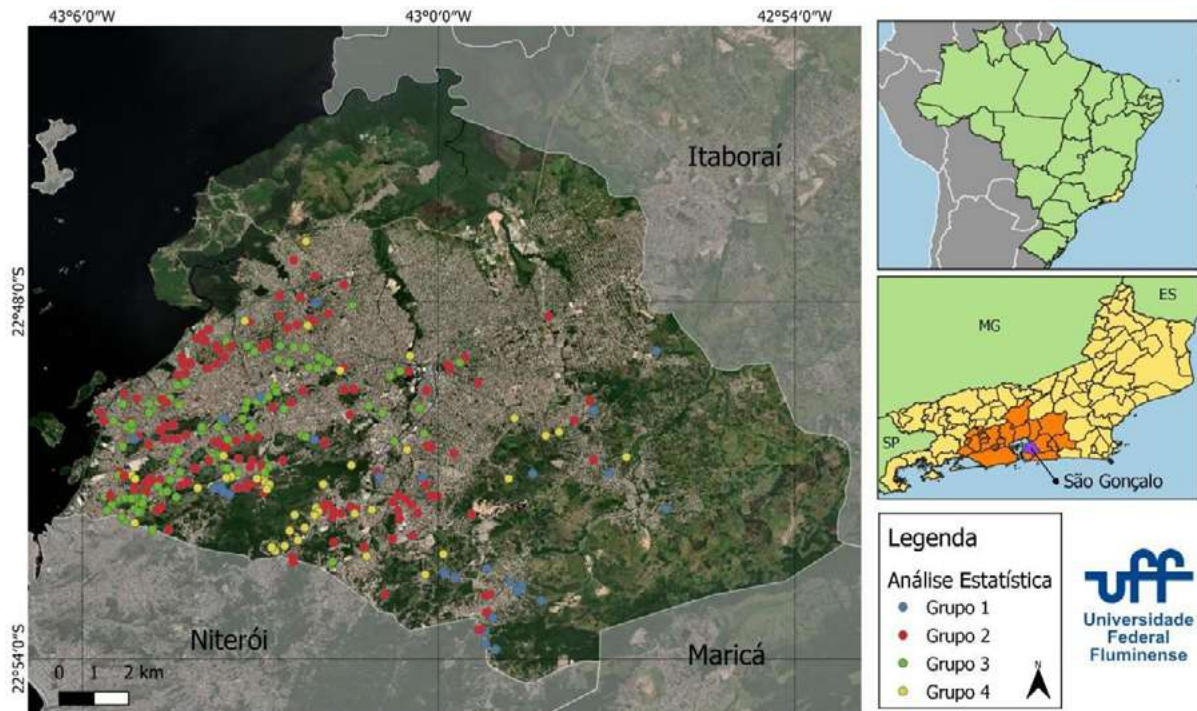 43°6'0"W
43°0'0"W
42°54'0"W
22°48'0"S
22°54'0"S
Itaboraí
Niterói
Maricá
0 1 2 km
ES
MG
SP
São Gonçalo
Legenda
Análise Estatística
Grupo 1
Grupo 2
Grupo 3
Grupo 4
N
uff
Universidade
Federal
Fluminense